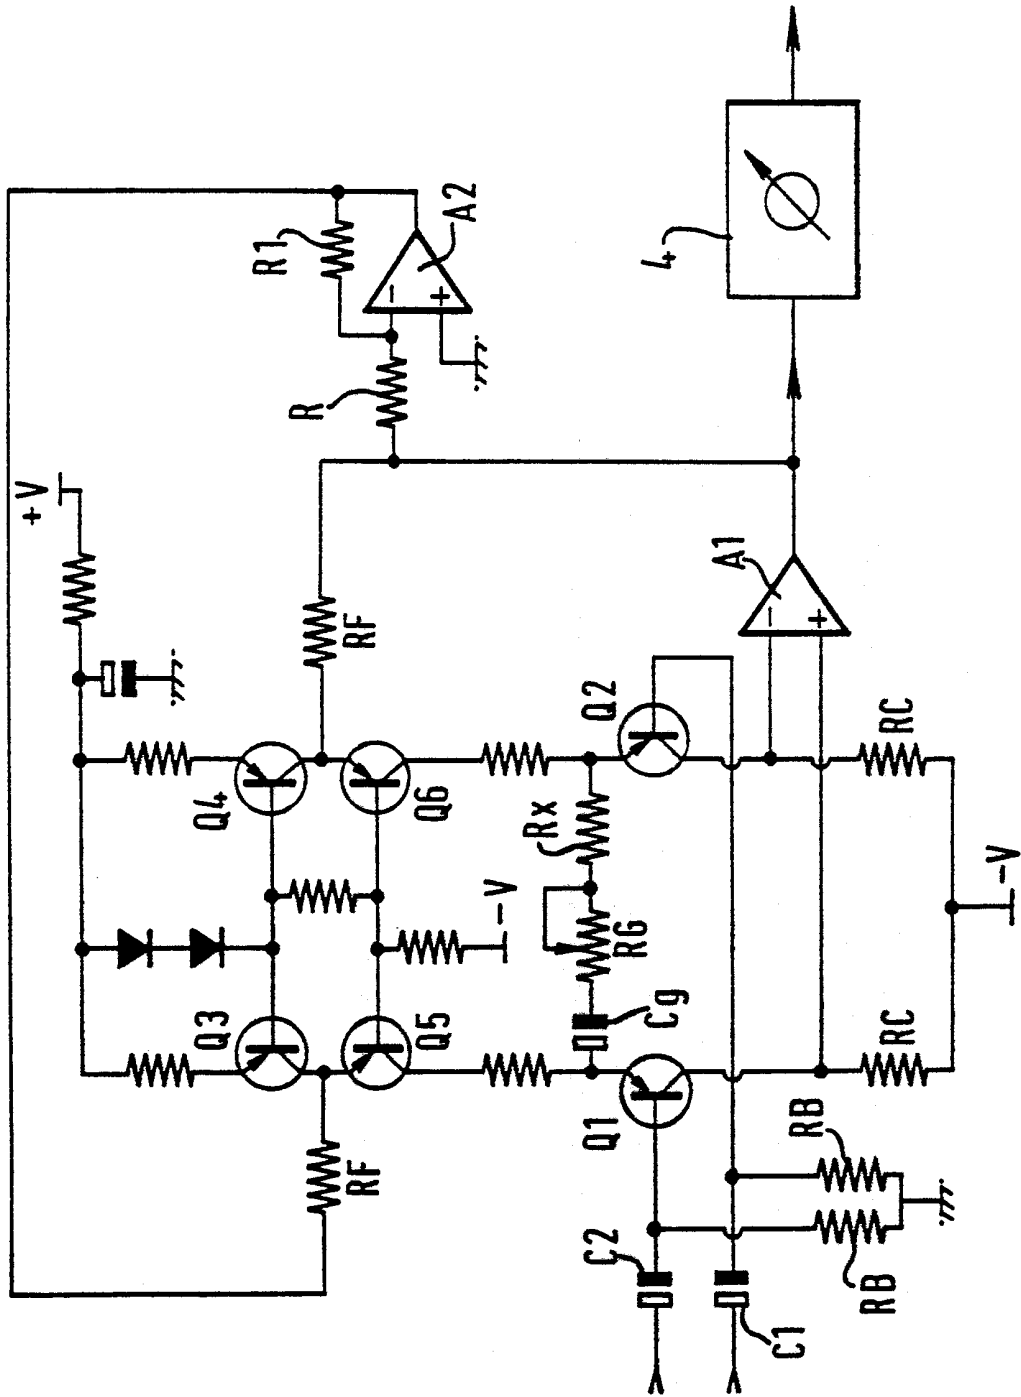 +V
R1
A2
R
4
RF
Q4
Q6
Q2
A1
Rx
RG
RC
-V
-V
Q3
Q5
Cg
RC
RF
Q1
RB
C2
RB
C1
-
+
-
+